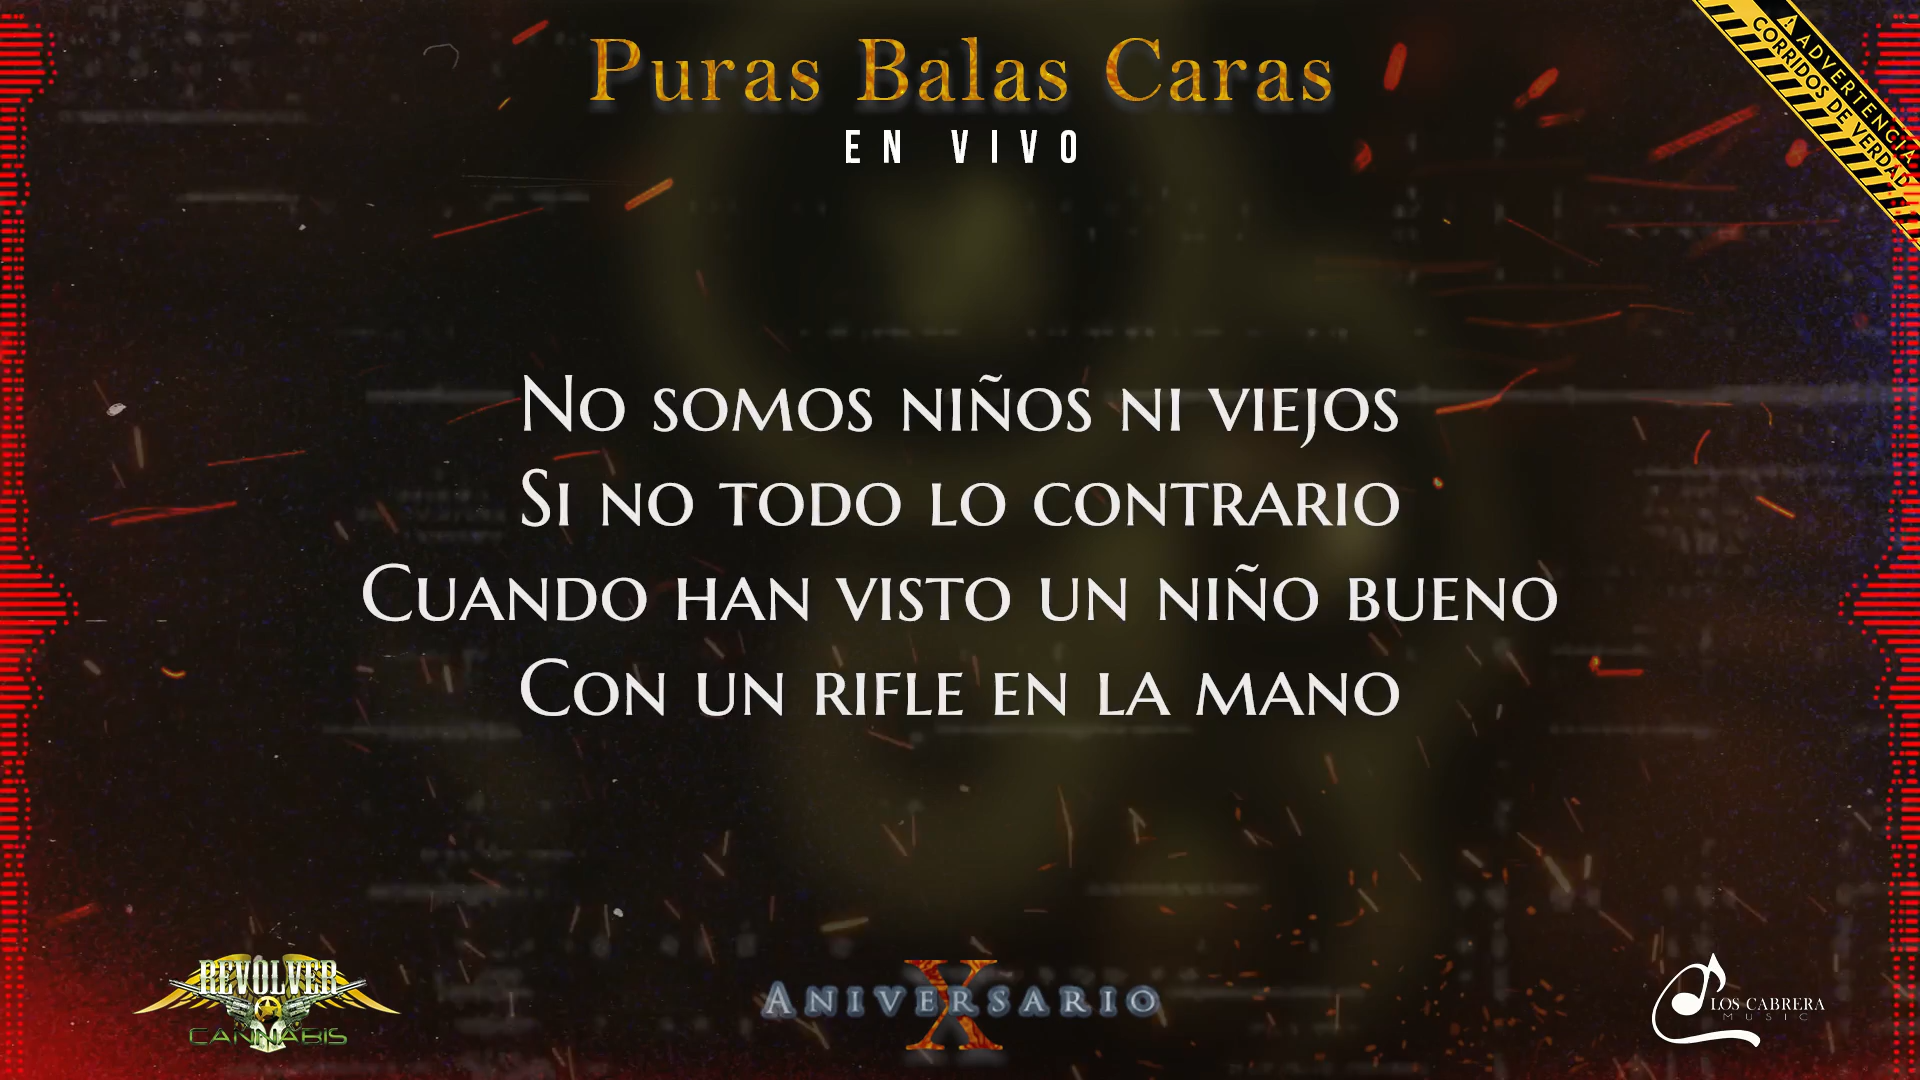 Puras Balas Caras
EN VIVO
ADVERTENCIA
CORRIDOS DE VERDAD
No somos niños ni viejos
Si no todo lo contrario
Cuando han visto un niño bueno
Con un rifle en la mano
REVOLVER
CANNABIS
X
ANIVERSARIO
LOS CABRERA
MUSIC